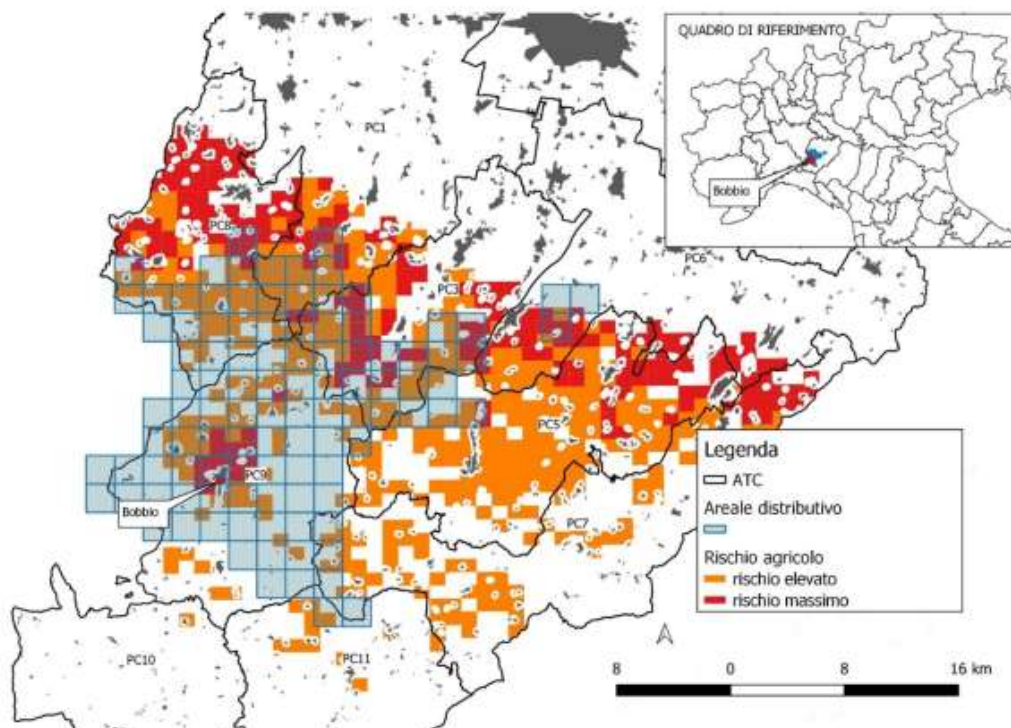 QUADRO DI RIFERIMENTO
Bobbio
PC1
PC8
PC6
PC3
PC5
PC9
Bobbio
PC7
PC10
PC11
Legenda
ATC
Areale distributivo
Rischio agricolo
rischio elevato
rischio massimo
8 0 8 16 km